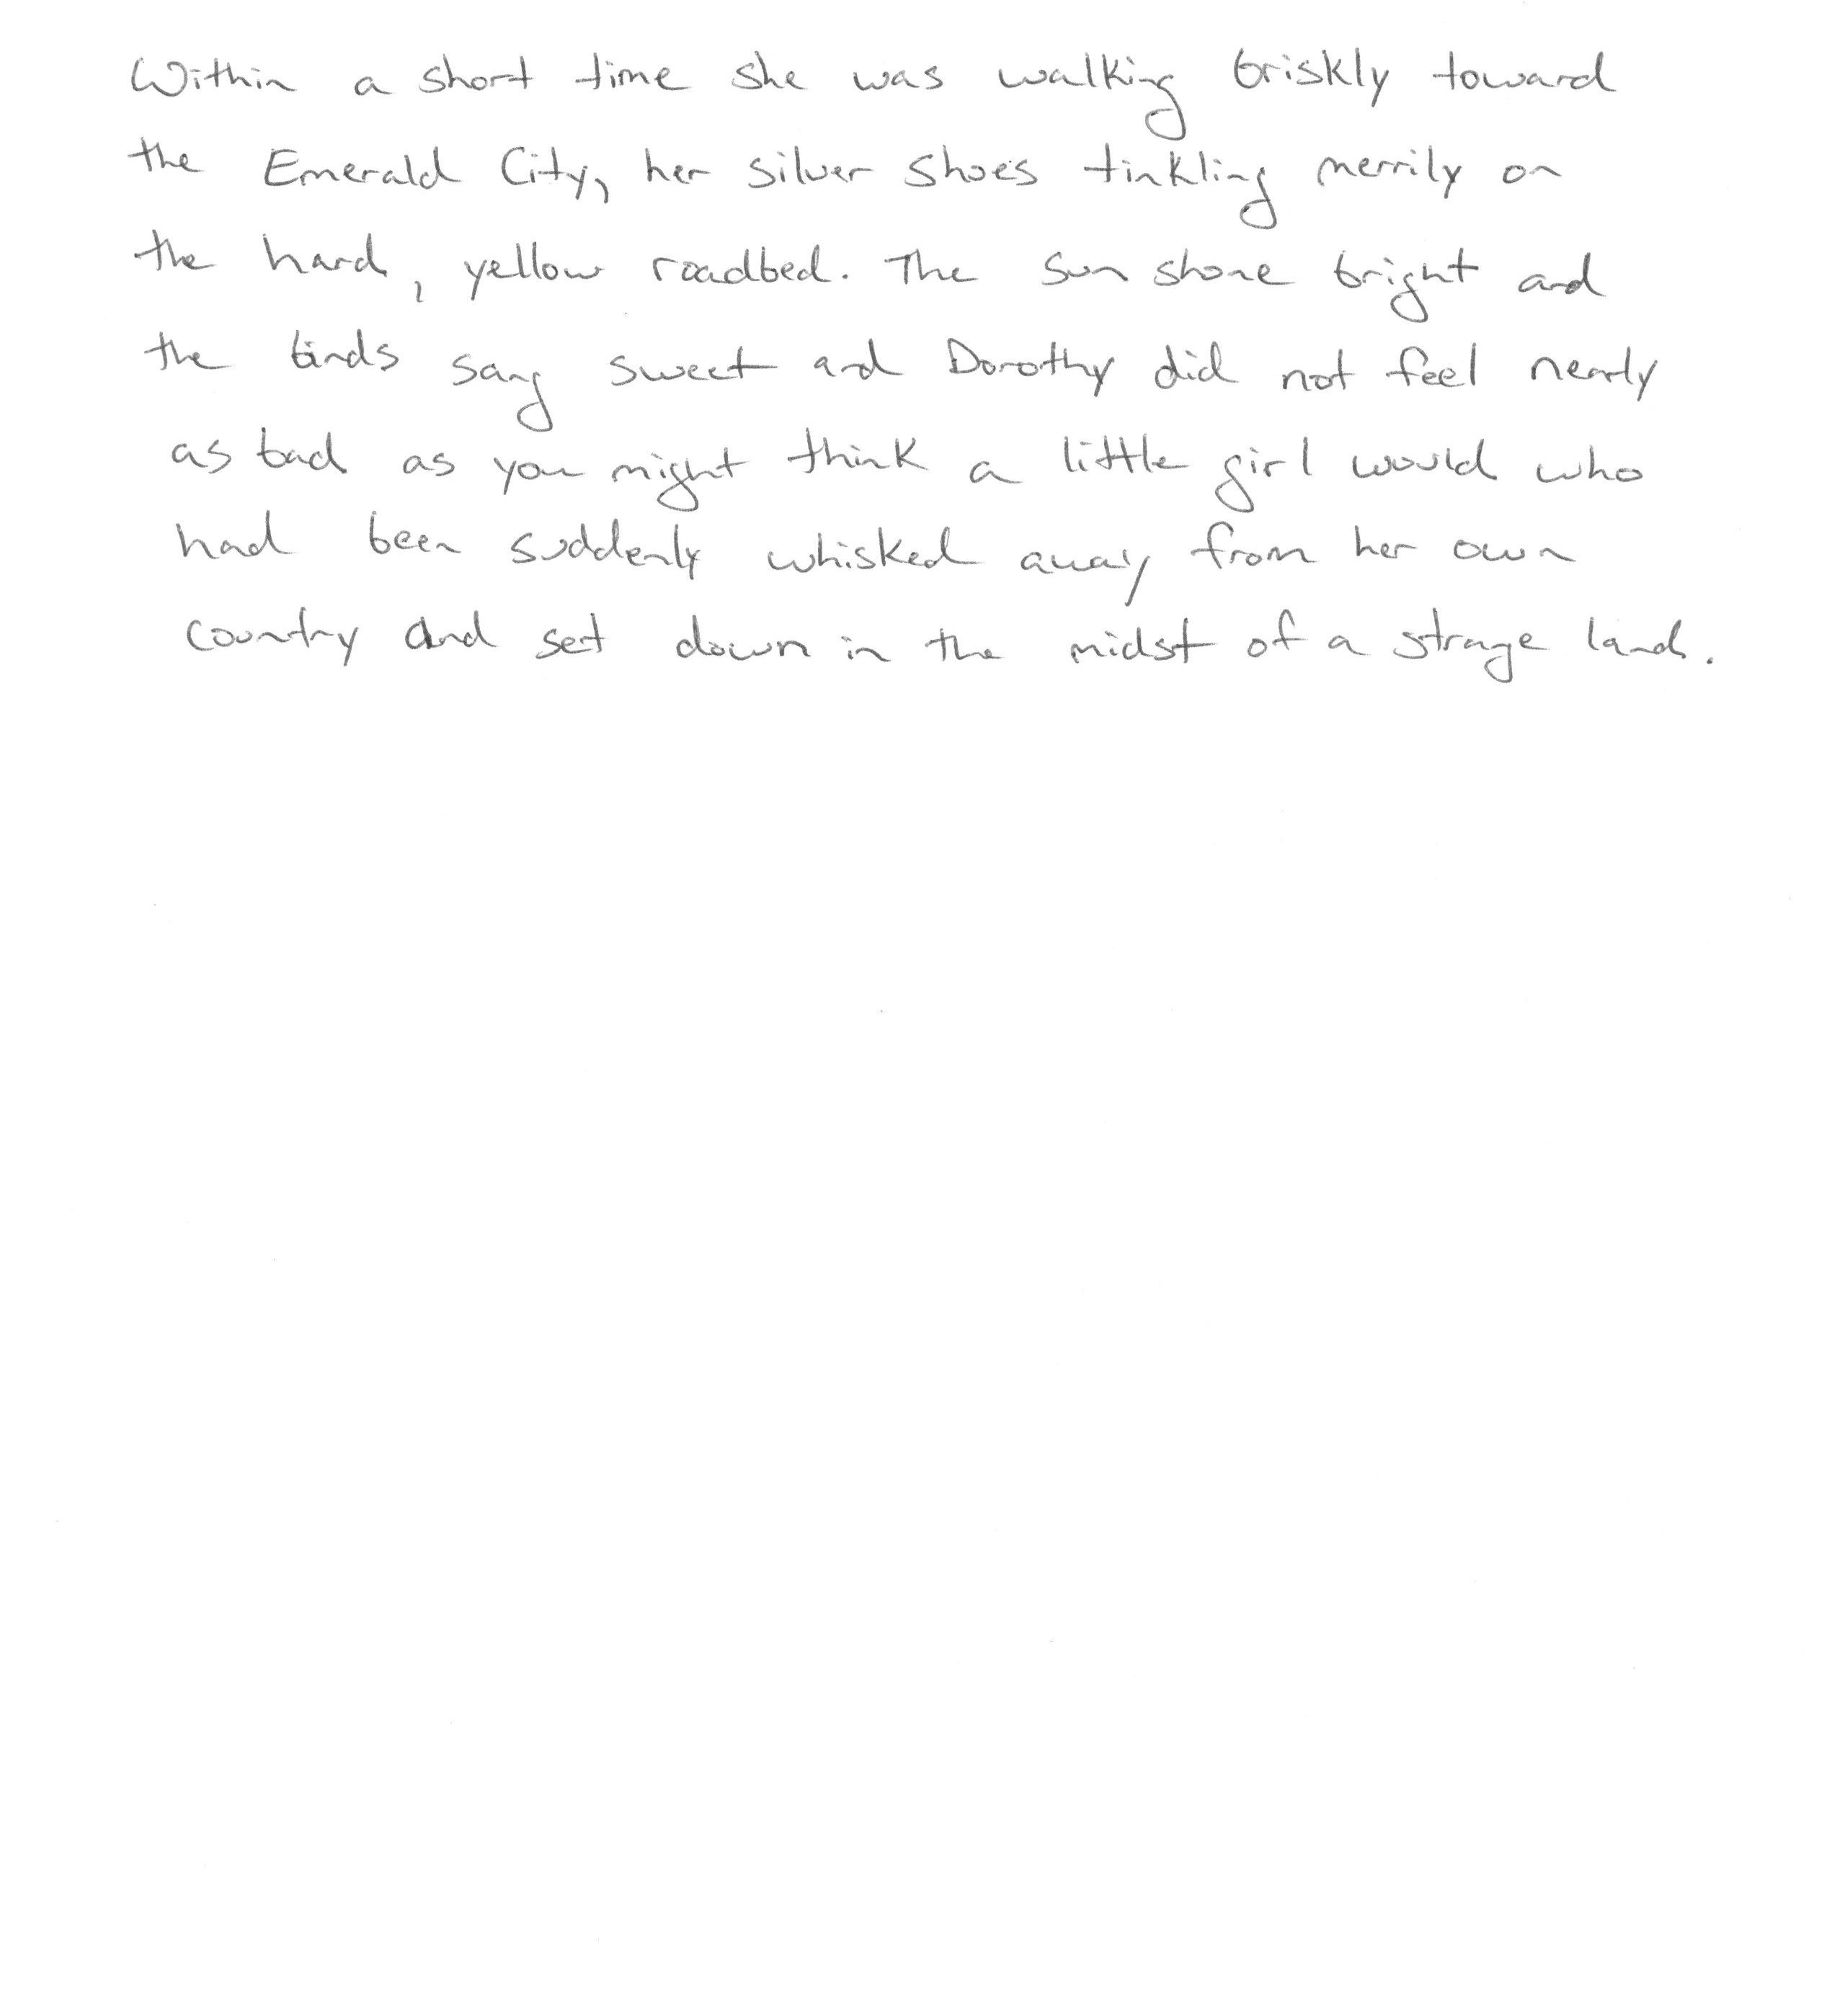 Within a short time she was walking briskly toward
the Emerald City, her silver shoes tinkling merrily on
the hard, yellow roadbed. The sun shone bright and
the birds sang sweet and Dorothy did not feel nearly
as bad as you might think a little girl would who
had been suddenly whisked away from her own
country and set down in the midst of a strage land.